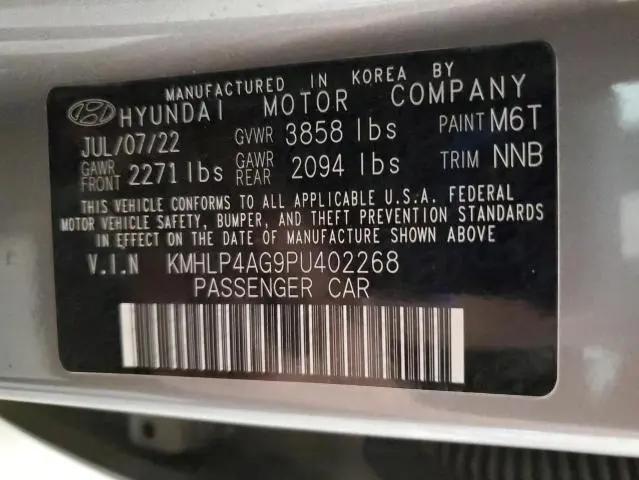 MANUFACTURED IN KOREA BY
HYUNDAI MOTOR COMPANY
JUL/07/22 GVWR 3858 lbs PAINT M6T
GAWR FRONT 2271 lbs GAWR REAR 2094 lbs TRIM NNB
THIS VEHICLE CONFORMS TO ALL APPLICABLE U.S.A. FEDERAL
MOTOR VEHICLE SAFETY, BUMPER, AND THEFT PREVENTION STANDARDS
IN EFFECT ON THE DATE OF MANUFACTURE SHOWN ABOVE
V.I.N KMHLP4AG9PU402268
PASSENGER CAR